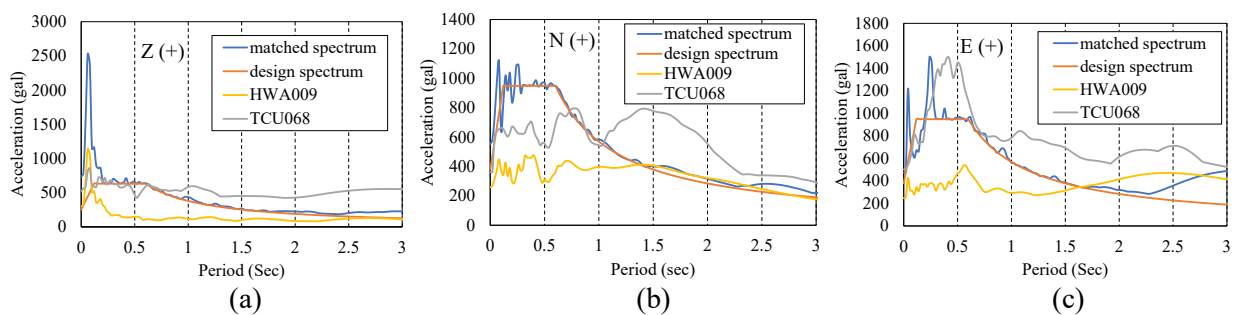 3000
2500
2000
1500
1000
500
0
Acceleration (gal)
Z (+)
matched spectrum
design spectrum
HWA009
TCU068
0 0.5 1 1.5 2 2.5 3
Period (Sec)
(a)
1400
1200
1000
800
600
400
200
0
Acceleration (gal)
N (+)
matched spectrum
design spectrum
HWA009
TCU068
0 0.5 1 1.5 2 2.5 3
Period (sec)
(b)
1800
1600
1400
1200
1000
800
600
400
200
0
Acceleration (gal)
E (+)
matched spectrum
design spectrum
HWA009
TCU068
0 0.5 1 1.5 2 2.5 3
Period (Sec)
(c)